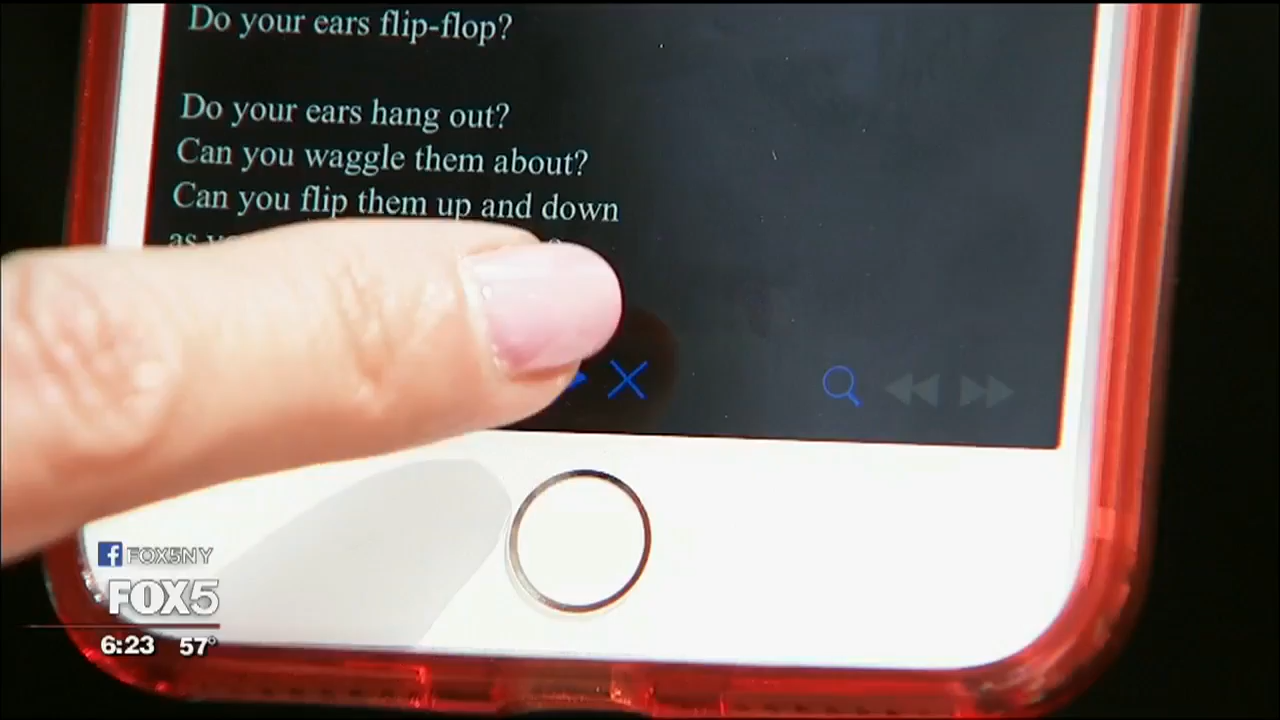 Do your ears flip-flop?
Do your ears hang out?
Can you waggle them about?
Can you flip them up and down
as
FOX5NY
FOX5
6:23 57°